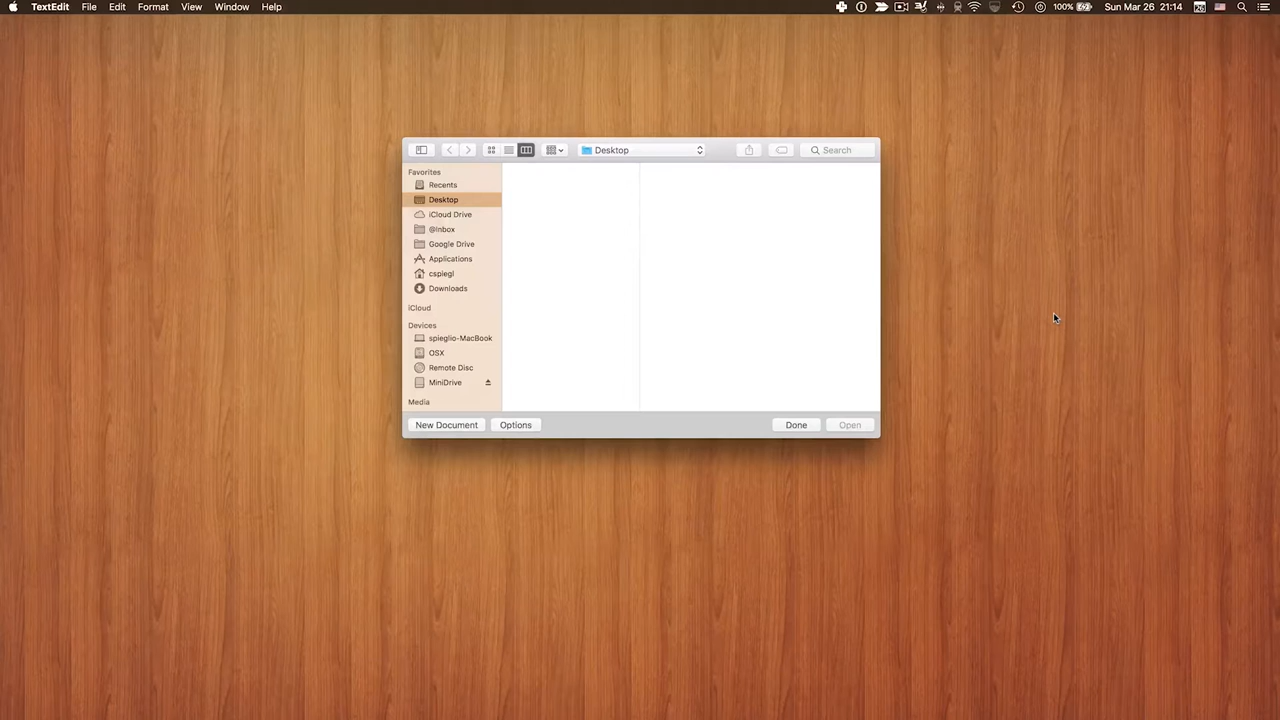 TextEdit File Edit Format View Window Help 100% Sun Mar 26 21:14
Desktop Search
Favorites
Recents
Desktop
iCloud Drive
@Inbox
Google Drive
Applications
cspiegl
Downloads
iCloud
Devices
spieglio-MacBook
OSX
Remote Disc
MiniDrive
Media
New Document Options Done Open